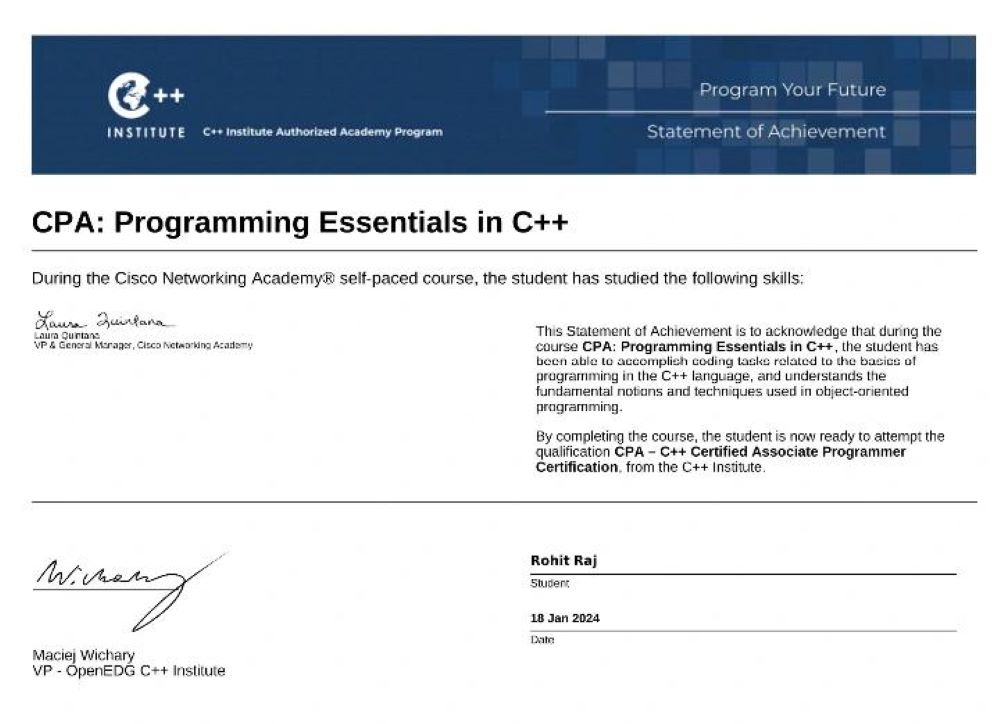 C++
INSTITUTE
C++ Institute Authorized Academy Program
Program Your Future
Statement of Achievement
CPA: Programming Essentials in C++
During the Cisco Networking Academy® self-paced course, the student has studied the following skills:
Laura Quintana
Laura Quintana
VP & General Manager, Cisco Networking Academy
This Statement of Achievement is to acknowledge that during the
course CPA: Programming Essentials in C++, the student has
been able to accomplish coding tasks related to the basics of
programming in the C++ language, and understands the
fundamental notions and techniques used in object-oriented
programming.
By completing the course, the student is now ready to attempt the
qualification CPA – C++ Certified Associate Programmer
Certification, from the C++ Institute.
Wichary
Maciej Wichary
VP - OpenEDG C++ Institute
Rohit Raj
Student
18 Jan 2024
Date